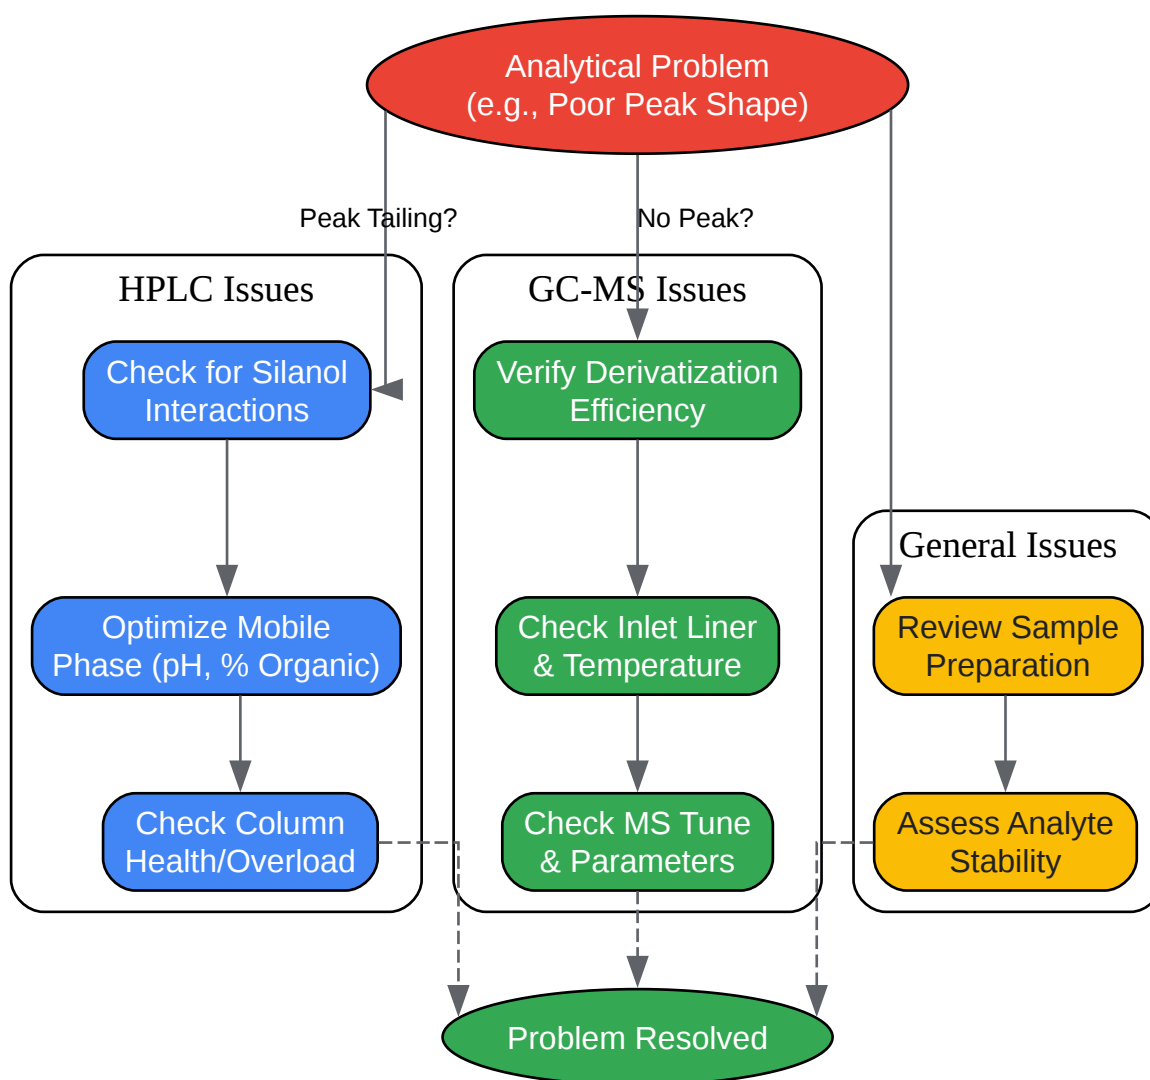 Analytical Problem
(e.g., Poor Peak Shape)
Peak Tailing?
No Peak?
HPLC Issues
Check for Silanol
Interactions
Optimize Mobile
Phase (pH, % Organic)
Check Column
Health/Overload
GC-MS Issues
Verify Derivatization
Efficiency
Check Inlet Liner
& Temperature
Check MS Tune
& Parameters
General Issues
Review Sample
Preparation
Assess Analyte
Stability
Problem Resolved